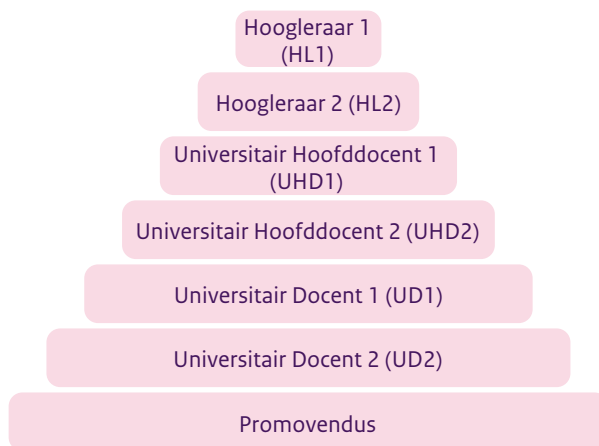 Hoogleraar 1
(HL1)
Hoogleraar 2 (HL2)
Universitair Hoofddocent 1
(UHD1)
Universitair Hoofddocent 2 (UHD2)
Universitair Docent 1 (UD1)
Universitair Docent 2 (UD2)
Promovendus